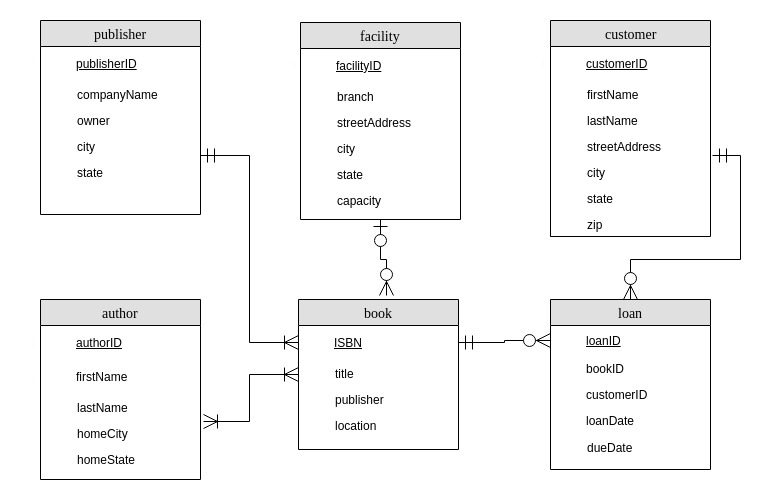 publisher
publisherID
companyName
owner
city
state
facility
facilityID
branch
streetAddress
city
state
capacity
customer
customerID
firstName
lastName
streetAddress
city
state
zip
author
authorID
firstName
lastName
homeCity
homeState
book
ISBN
title
publisher
location
loan
loanID
bookID
customerID
loanDate
dueDate